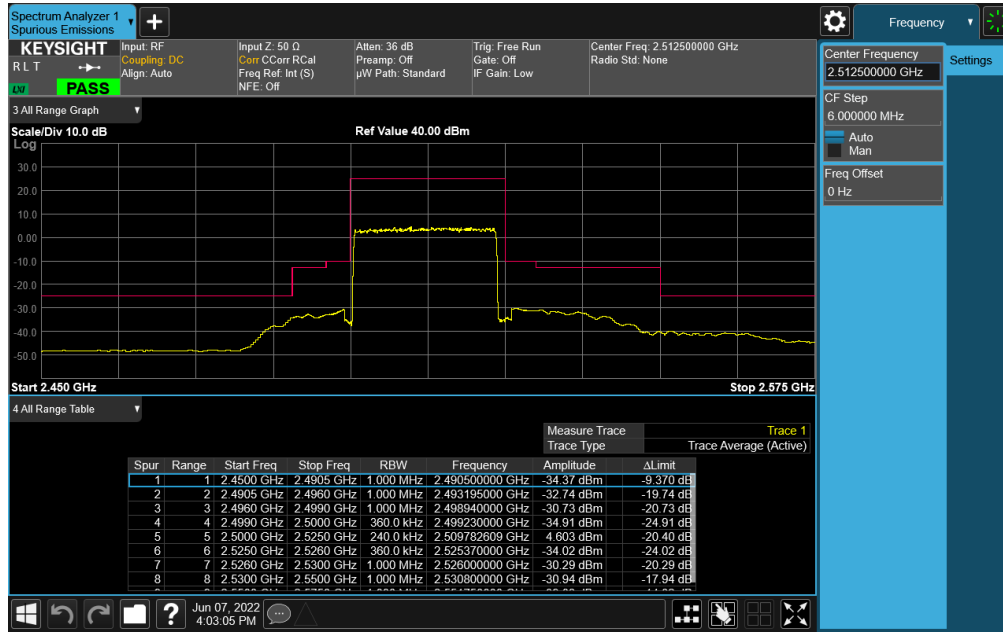 Spectrum Analyzer 1
Spurious Emissions
Frequency
KEYSIGHT
R L T
LXI
PASS
Input: RF
Coupling: DC
Align: Auto
Input Z: 50 Ω
Corr CCorr RCal
Freq Ref: Int (S)
NFE: Off
Atten: 36 dB
Preamp: Off
µW Path: Standard
Trig: Free Run
Gate: Off
IF Gain: Low
Center Freq: 2.512500000 GHz
Radio Std: None
Center Frequency
2.512500000 GHz
Settings
CF Step
6.000000 MHz
Auto
Man
Freq Offset
0 Hz
3 All Range Graph
Scale/Div 10.0 dB
Ref Value 40.00 dBm
Log
30.0
20.0
10.0
0.00
-10.0
-20.0
-30.0
-40.0
-50.0
Start 2.450 GHz
Stop 2.575 GHz
4 All Range Table
Measure Trace Trace 1
Trace Type Trace Average (Active)
Spur Range Start Freq Stop Freq RBW Frequency Amplitude ΔLimit
1 1 2.4500 GHz 2.4905 GHz 1.000 MHz 2.490500000 GHz -34.37 dBm -9.370 dB
2 2 2.4905 GHz 2.4960 GHz 1.000 MHz 2.493195000 GHz -32.74 dBm -19.74 dB
3 3 2.4960 GHz 2.4990 GHz 1.000 MHz 2.498940000 GHz -30.73 dBm -20.73 dB
4 4 2.4990 GHz 2.5000 GHz 360.0 kHz 2.499230000 GHz -34.91 dBm -24.91 dB
5 5 2.5000 GHz 2.5250 GHz 240.0 kHz 2.509782609 GHz 4.603 dBm -20.40 dB
6 6 2.5250 GHz 2.5260 GHz 360.0 kHz 2.525370000 GHz -34.02 dBm -24.02 dB
7 7 2.5260 GHz 2.5300 GHz 1.000 MHz 2.526000000 GHz -30.29 dBm -20.29 dB
8 8 2.5300 GHz 2.5500 GHz 1.000 MHz 2.530800000 GHz -30.94 dBm -17.94 dB
Jun 07, 2022
4:03:05 PM